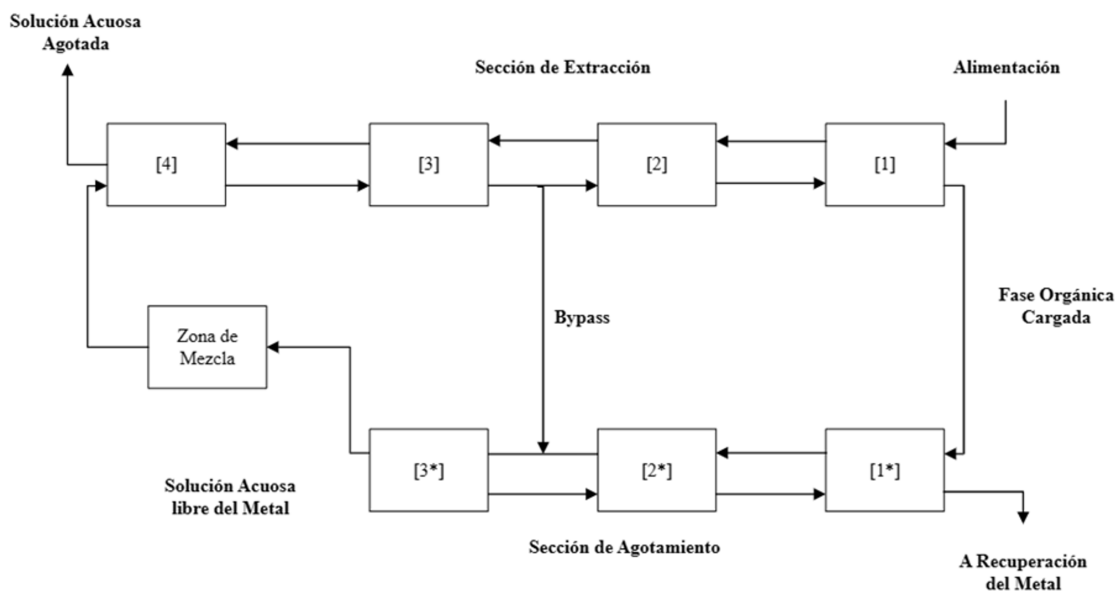 Solución Acuosa
Agotada
Sección de Extracción
Alimentación
[4]
[3]
[2]
[1]
Bypass
Fase Orgánica
Cargada
Zona de
Mezcla
[3*]
[2*]
[1*]
Solución Acuosa
libre del Metal
Sección de Agotamiento
A Recuperación
del Metal